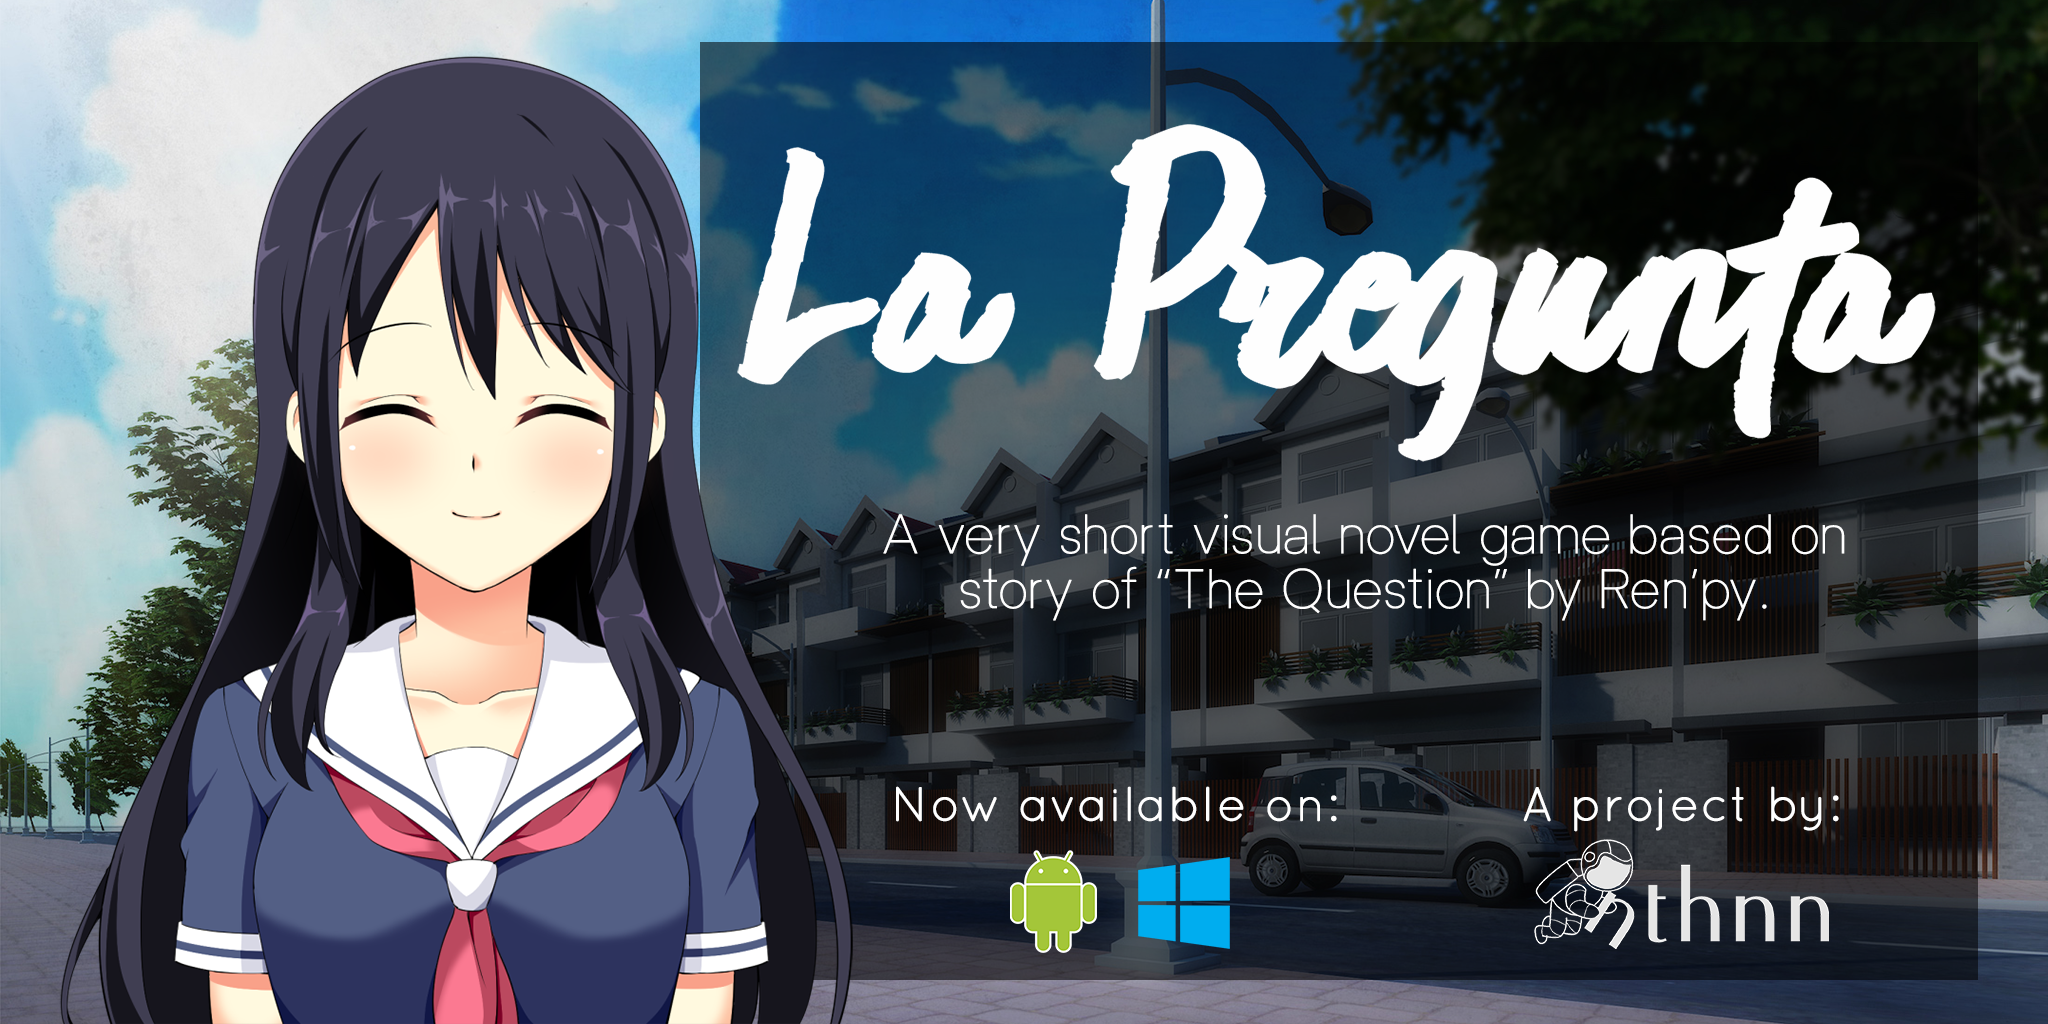 La Pregunta
A very short visual novel game based on
story of "The Question" by Ren'py.
Now available on:
A project by:
thnn